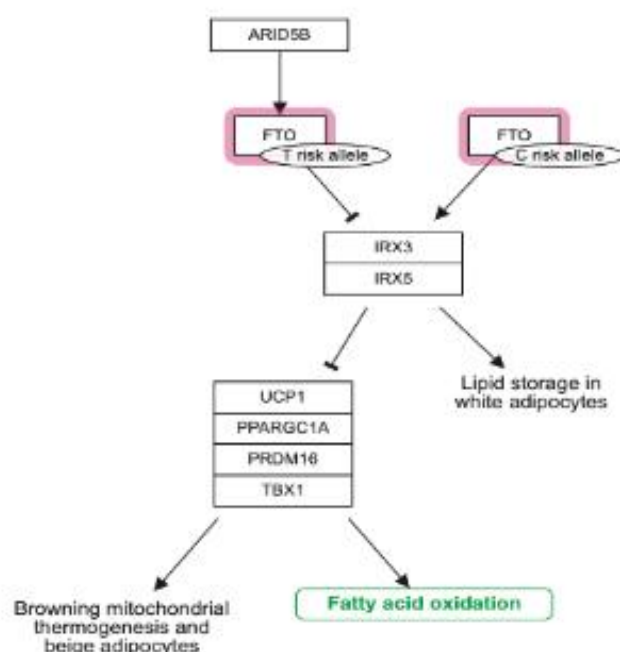 ARID5B
FTO
T risk allele
FTO
C risk allele
IRX3
IRX5
Lipid storage in
white adipocytes
UCP1
PPARGC1A
PRDM16
TBX1
Browning mitochondrial
thermogenesis and
beige adipocytes
Fatty acid oxidation